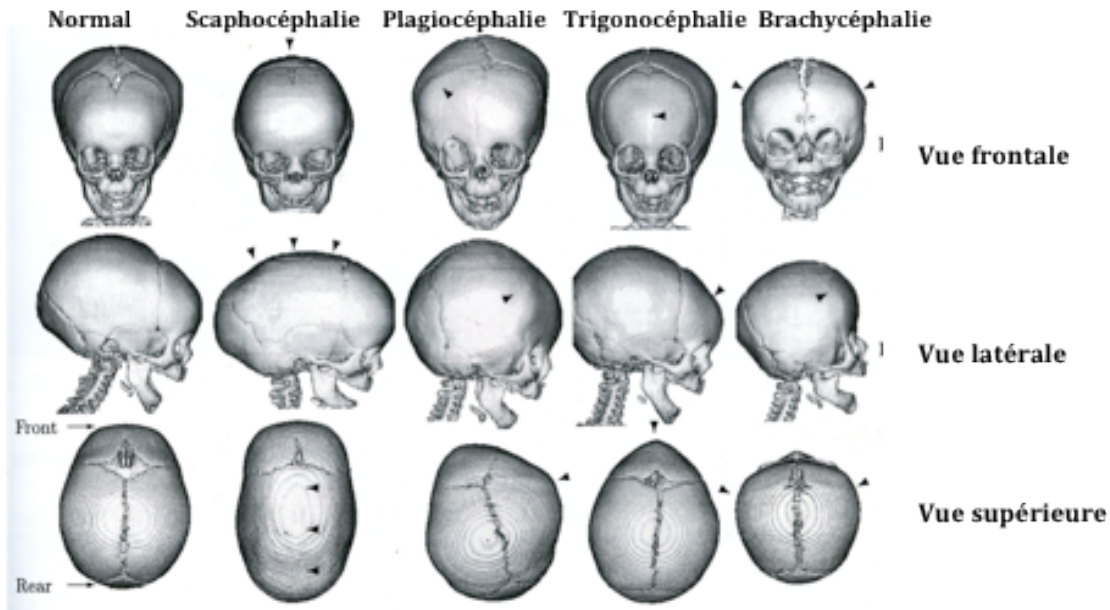 Normal Scaphocéphalie Plagiocéphalie Trigonocéphalie Brachycéphalie
Vue frontale
Vue latérale
Front
Vue supérieure
Rear